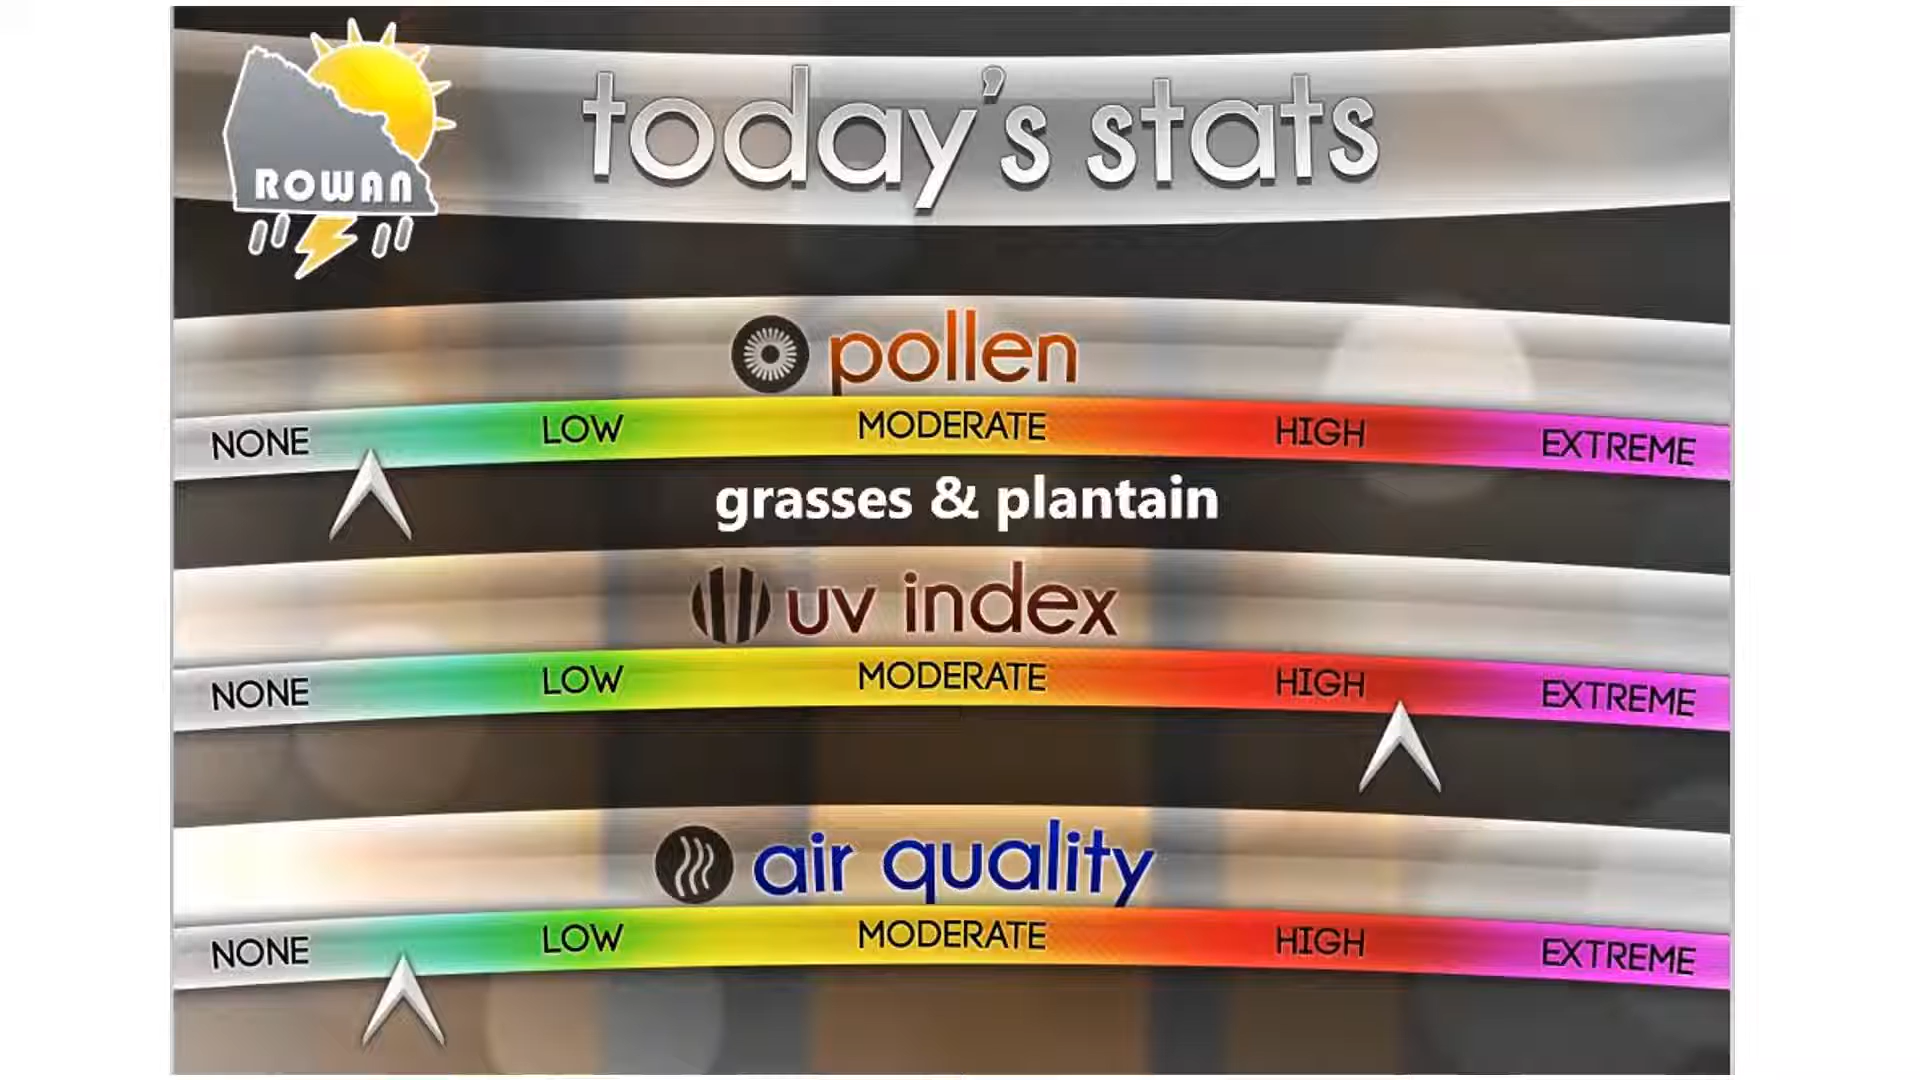 ROWAN
today's stats
pollen
NONE LOW MODERATE HIGH EXTREME
grasses & plantain
uv index
NONE LOW MODERATE HIGH EXTREME
air quality
NONE LOW MODERATE HIGH EXTREME